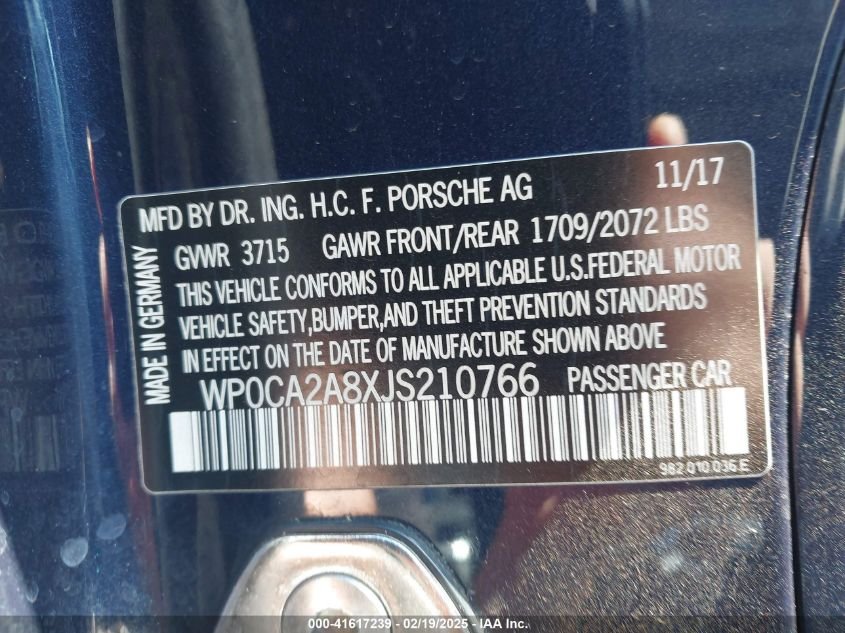 MFD BY DR. ING. H.C. F. PORSCHE AG 11/17
GVWR 3715 GAWR FRONT/REAR 1709/2072 LBS
THIS VEHICLE CONFORMS TO ALL APPLICABLE U.S.FEDERAL MOTOR
VEHICLE SAFETY,BUMPER,AND THEFT PREVENTION STANDARDS
IN EFFECT ON THE DATE OF MANUFACTURE SHOWN ABOVE
WP0CA2A8XJS210766 PASSENGER CAR
MADE IN GERMANY
982 010 036 E
000-41617239 - 02/19/2025 - IAA Inc.